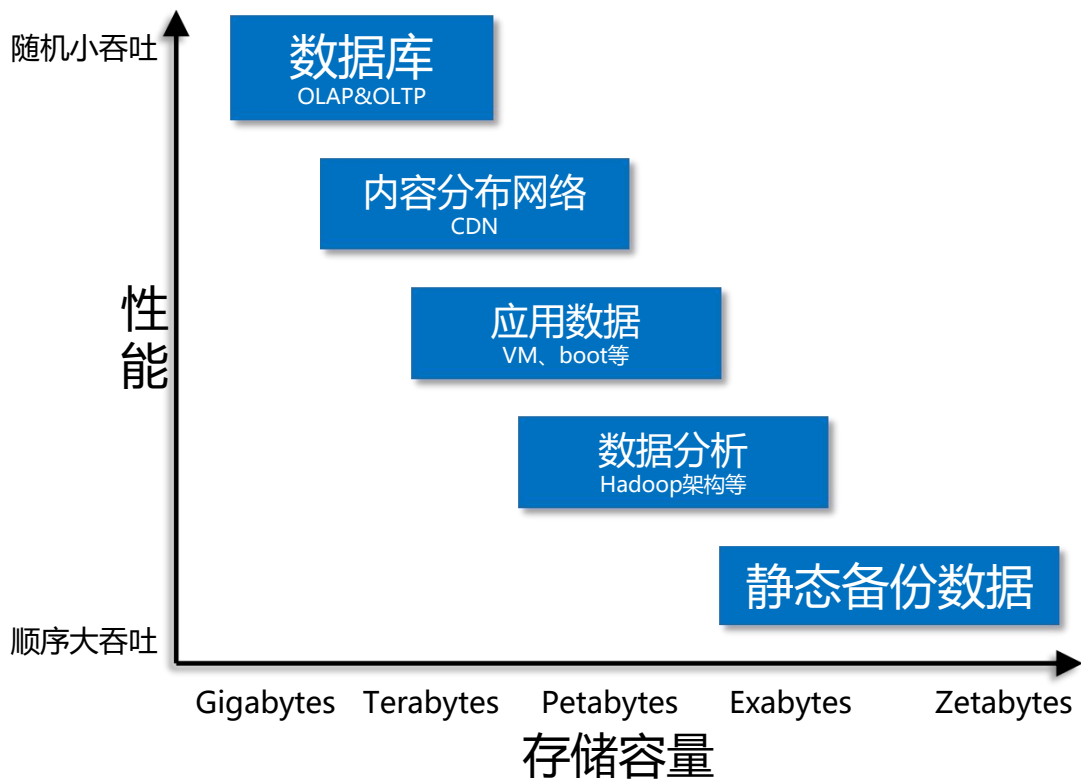 随机小吞吐
数据库
OLAP&OLTP
内容分布网络
CDN
性
能
应用数据
VM、boot等
数据分析
Hadoop架构等
静态备份数据
顺序大吞吐
Gigabytes Terabytes Petabytes Exabytes Zetabytes
存储容量